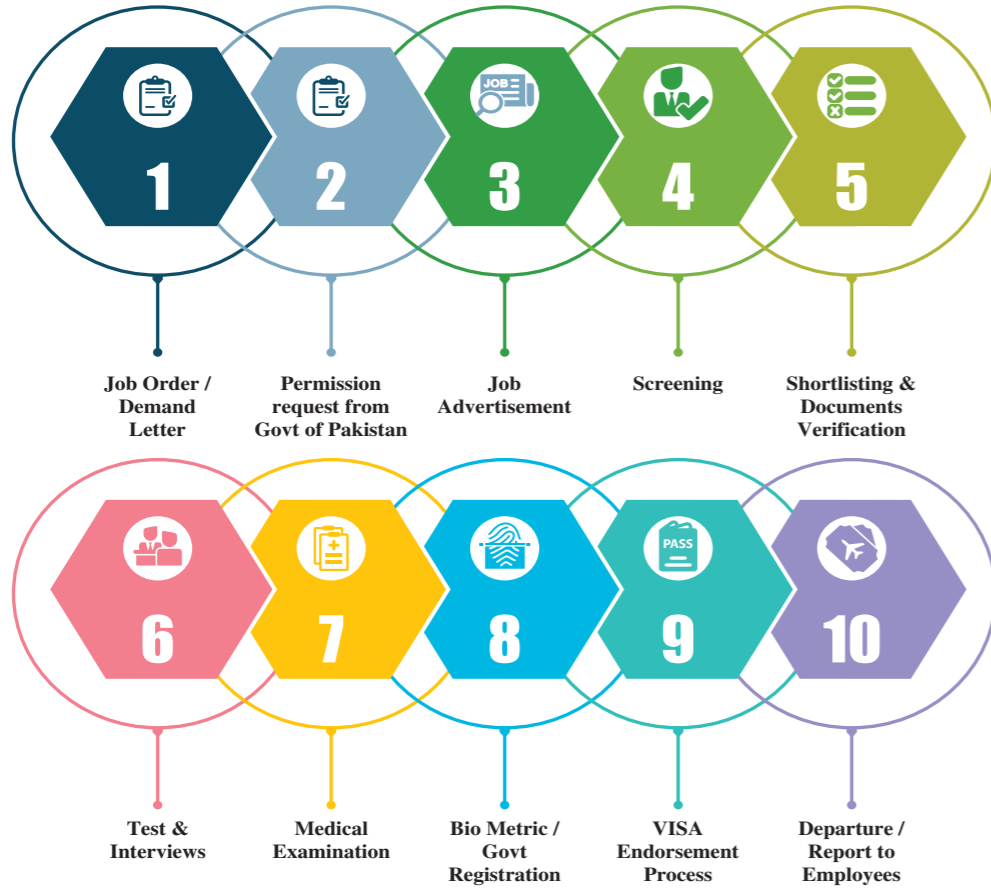 JOB
1
2
3
4
5
Job Order /
Demand
Letter
Permission
request from
Govt of Pakistan
Job
Advertisement
Screening
Shortlisting &
Documents
Verification
PASS
6
7
8
9
10
Test &
Interviews
Medical
Examination
Bio Metric /
Govt
Registration
VISA
Endorsement
Process
Departure /
Report to
Employees